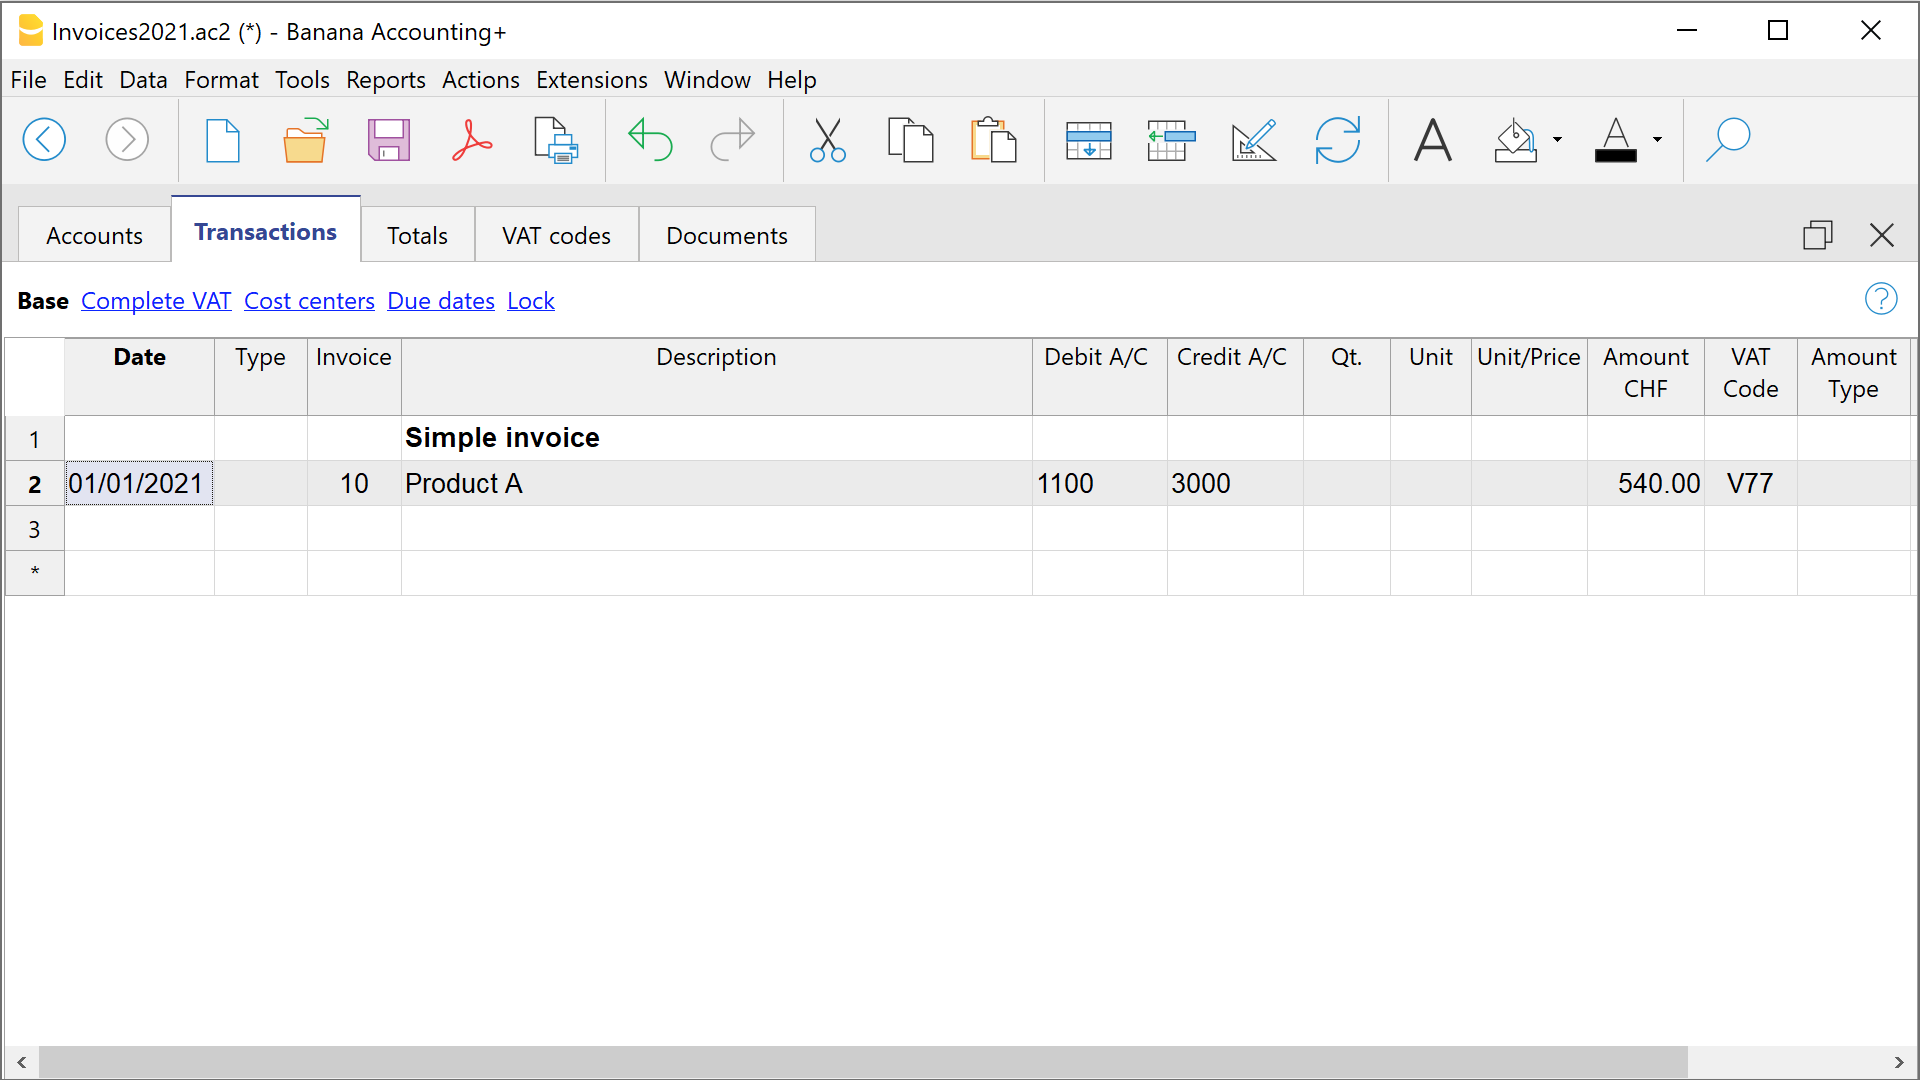 Invoices2021.ac2 (*) - Banana Accounting+
File Edit Data Format Tools Reports Actions Extensions Window Help
Accounts Transactions Totals VAT codes Documents
Base Complete VAT Cost centers Due dates Lock ?
Date Type Invoice Description Debit A/C Credit A/C Qt. Unit Unit/Price Amount CHF VAT Code Amount Type
1 Simple invoice
2 01/01/2021 10 Product A 1100 3000 540.00 V77
3
*